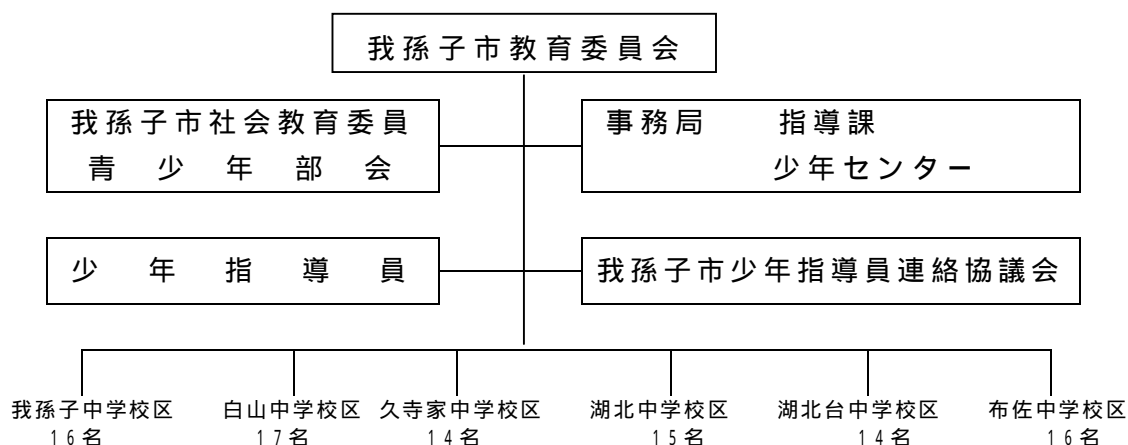 我孫子市教育委員会
我孫子市社会教育委員
青少年部会
事務局 指導課
少年センター
少年指導員
我孫子市少年指導員連絡協議会
我孫子中学校区
16名
白山中学校区
17名
久寺家中学校区
14名
湖北中学校区
15名
湖北台中学校区
14名
布佐中学校区
16名